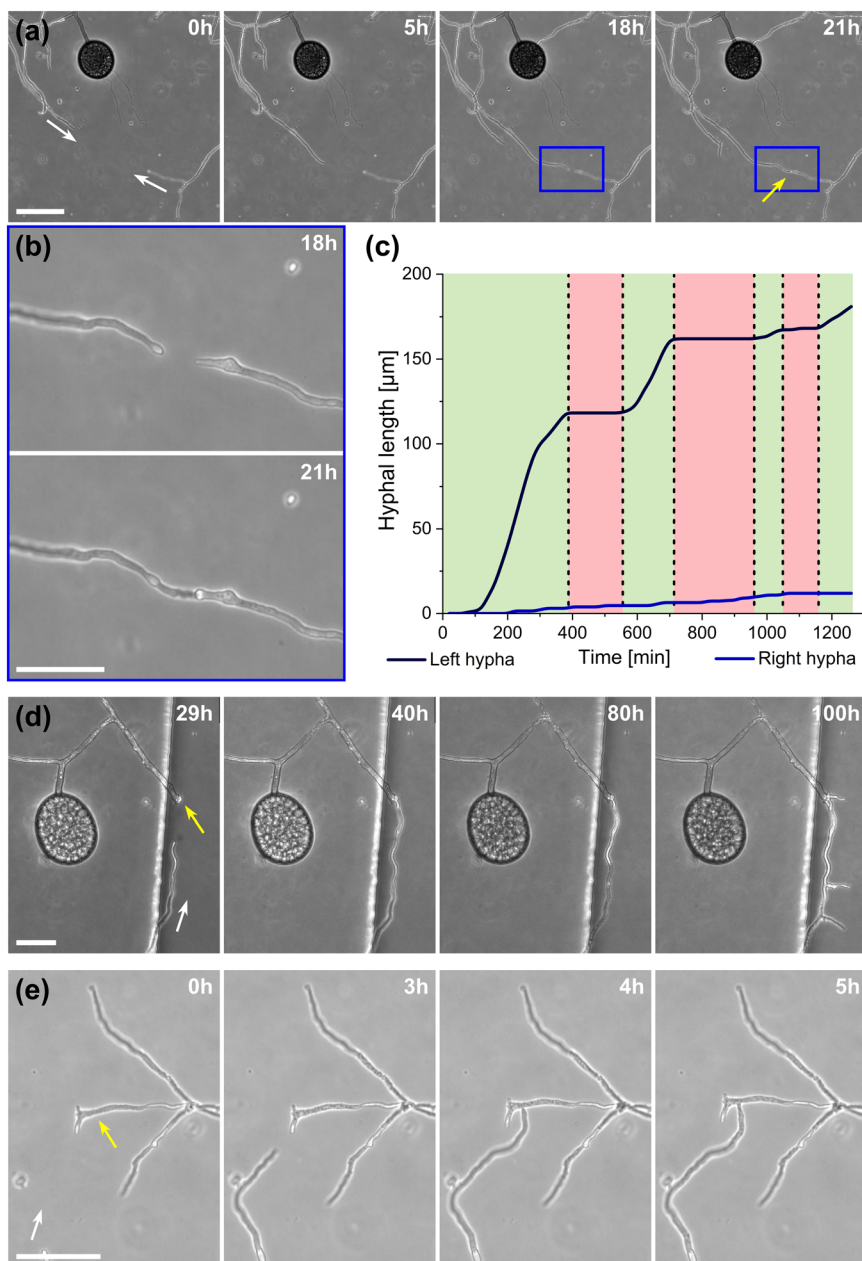 (a) 0h 5h 18h 21h
(b) 18h
21h
(c)
200
150
100
50
0
Hyphal length [µm]
0 200 400 600 800 1000 1200
Left hypha Time [min] Right hypha
(d) 29h 40h 80h 100h
(e) 0h 3h 4h 5h